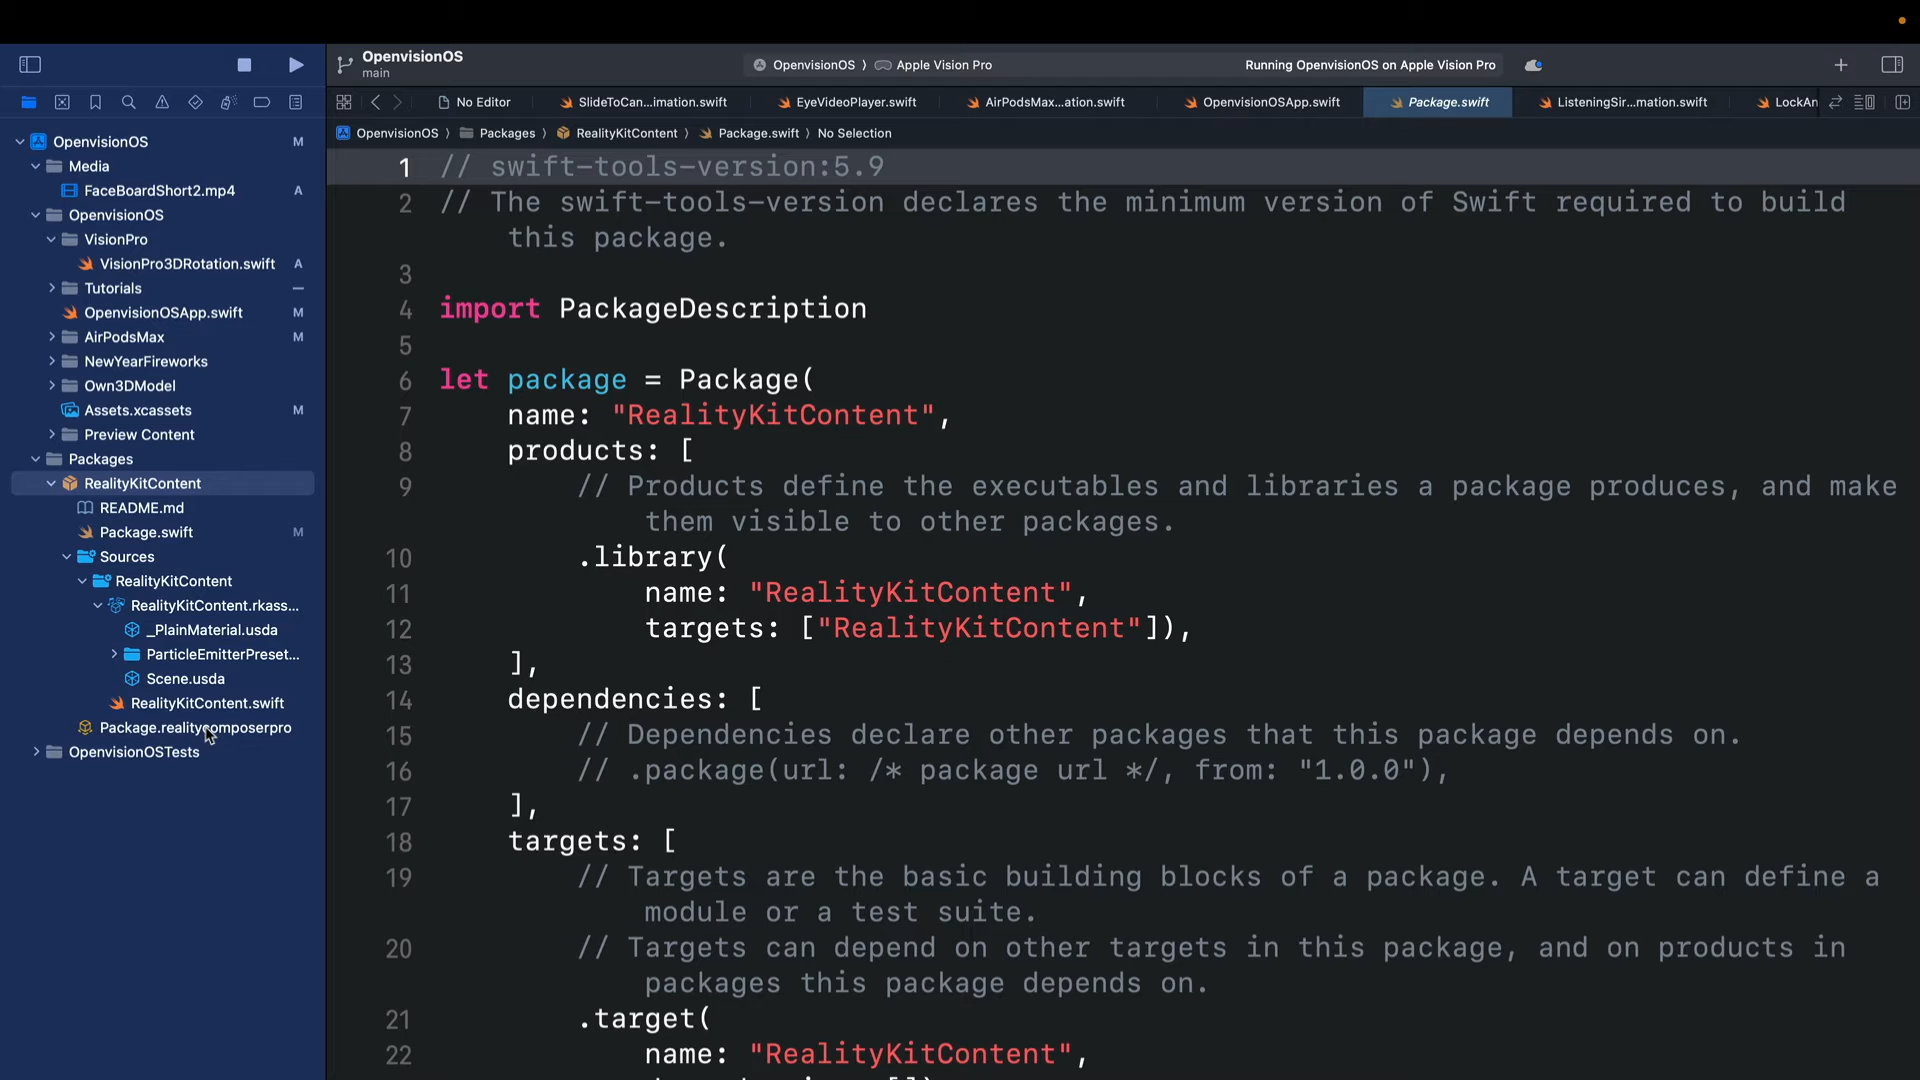 OpenvisionOS
main
OpenvisionOS 〉 Apple Vision Pro
Running OpenvisionOS on Apple Vision Pro
No Editor
SlideToCan...imation.swift
EyeVideoPlayer.swift
AirPodsMax...ation.swift
OpenvisionOSApp.swift
Package.swift
ListeningSir...mation.swift
LockAn
OpenvisionOS 〉 Packages 〉 RealityKitContent 〉 Package.swift 〉 No Selection
OpenvisionOS M
Media
FaceBoardShort2.mp4 A
OpenvisionOS
VisionPro
VisionPro3DRotation.swift A
Tutorials
OpenvisionOSApp.swift M
AirPodsMax M
NewYearFireworks
Own3DModel
Assets.xcassets M
Preview Content
Packages
RealityKitContent
README.md
Package.swift M
Sources
RealityKitContent
RealityKitContent.rkass...
_PlainMaterial.usda
ParticleEmitterPreset...
Scene.usda
RealityKitContent.swift
Package.realitycomposerpro
OpenvisionOSTests
1 // swift-tools-version:5.9
2 // The swift-tools-version declares the minimum version of Swift required to build
this package.
3
4 import PackageDescription
5
6 let package = Package(
7 name: "RealityKitContent",
8 products: [
9 // Products define the executables and libraries a package produces, and make
them visible to other packages.
10 .library(
11 name: "RealityKitContent",
12 targets: ["RealityKitContent"]),
13 ],
14 dependencies: [
15 // Dependencies declare other packages that this package depends on.
16 // .package(url: /* package url */, from: "1.0.0"),
17 ],
18 targets: [
19 // Targets are the basic building blocks of a package. A target can define a
module or a test suite.
20 // Targets can depend on other targets in this package, and on products in
packages this package depends on.
21 .target(
22 name: "RealityKitContent",